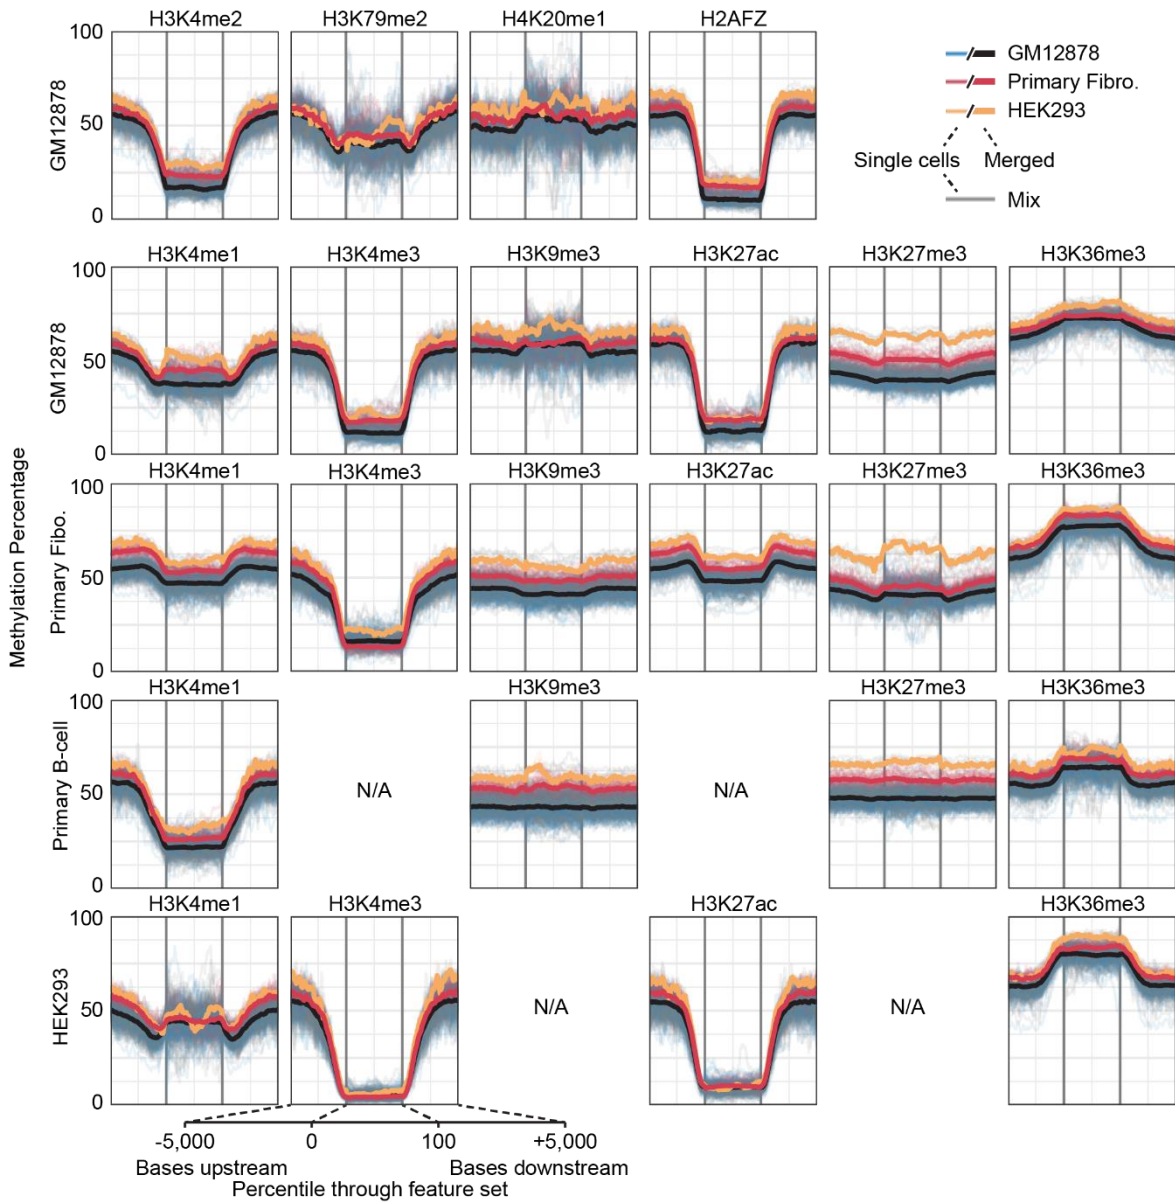 H3K4me2 H3K79me2 H4K20me1 H2AFZ
100
50
0
GM12878
GM12878
Primary Fibro.
HEK293
Single cells Merged
Mix
H3K4me1 H3K4me3 H3K9me3 H3K27ac H3K27me3 H3K36me3
100
50
0
GM12878
H3K4me1 H3K4me3 H3K9me3 H3K27ac H3K27me3 H3K36me3
100
50
0
Primary Fibo.
Methylation Percentage
H3K4me1 H3K9me3 H3K27me3 H3K36me3
100
50
0
Primary B-cell
N/A N/A
H3K4me1 H3K4me3 H3K27ac H3K36me3
100
50
0
HEK293
N/A N/A
-5,000 0 100 +5,000
Bases upstream Bases downstream
Percentile through feature set